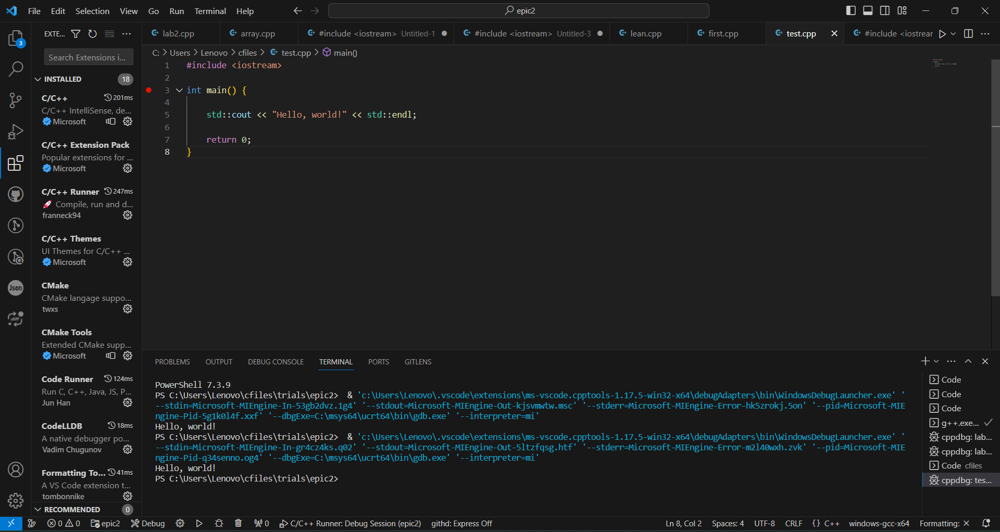 File Edit Selection View Go Run Terminal Help
epic2
EXTE...
lab2.cpp
array.cpp
#include <iostream> Untitled-1
#include <iostream> Untitled-3
lean.cpp
first.cpp
test.cpp
#include <iostrear
3
Search Extensions i...
C: > Users > Lenovo > cfiles > test.cpp > main()
1 #include <iostream>
2
3 int main() {
4
5 std::cout << "Hello, world!" << std::endl;
6
7 return 0;
8 }
INSTALLED 18
C/C++ 201ms
C/C++ IntelliSense, de...
Microsoft
C/C++ Extension Pack
Popular extensions for ...
Microsoft
C/C++ Runner 247ms
🚀 Compile, run and d...
franneck94
C/C++ Themes
UI Themes for C/C++ ...
Microsoft
CMake
CMake langage suppo...
twxs
CMake Tools
Extended CMake supp...
Microsoft
Code Runner 124ms
Run C, C++, Java, JS, P...
Jun Han
CodeLLDB 18ms
A native debugger po...
Vadim Chugunov
Formatting To... 41ms
A VS Code extension t...
tombonnike
RECOMMENDED 0
Json
diff
PROBLEMS OUTPUT DEBUG CONSOLE TERMINAL PORTS GITLENS
PowerShell 7.3.9
PS C:\Users\Lenovo\cfiles\trials\epic2> & 'c:\Users\Lenovo\.vscode\extensions\ms-vscode.cpptools-1.17.5-win32-x64\debugAdapters\bin\WindowsDebugLauncher.exe' '
--stdin=Microsoft-MIEngine-In-53gb2dvz.1g4' '--stdout=Microsoft-MIEngine-Out-kjsvmwtw.msc' '--stderr=Microsoft-MIEngine-Error-hk5zrokj.5on' '--pid=Microsoft-MIE
ngine-Pid-5g1k0l4f.xxf' '--dbgExe=C:\msys64\ucrt64\bin\gdb.exe' '--interpreter=mi'
Hello, world!
PS C:\Users\Lenovo\cfiles\trials\epic2> & 'c:\Users\Lenovo\.vscode\extensions\ms-vscode.cpptools-1.17.5-win32-x64\debugAdapters\bin\WindowsDebugLauncher.exe' '
--stdin=Microsoft-MIEngine-In-gr4cz4ks.q02' '--stdout=Microsoft-MIEngine-Out-5ltzfqsg.htf' '--stderr=Microsoft-MIEngine-Error-m2l40wxh.zvk' '--pid=Microsoft-MIE
ngine-Pid-q34senno.og4' '--dbgExe=C:\msys64\ucrt64\bin\gdb.exe' '--interpreter=mi'
Hello, world!
PS C:\Users\Lenovo\cfiles\trials\epic2>
Code
Code
Code
g++.exe...
cppdbg: lab...
cppdbg: lab...
Code cfiles
cppdbg: tes...
0 0 epic2 Debug 0 C/C++ Runner: Debug Session (epic2) githd: Express Off Ln 8, Col 2 Spaces: 4 UTF-8 CRLF {} C++ windows-gcc-x64 Formatting: ×